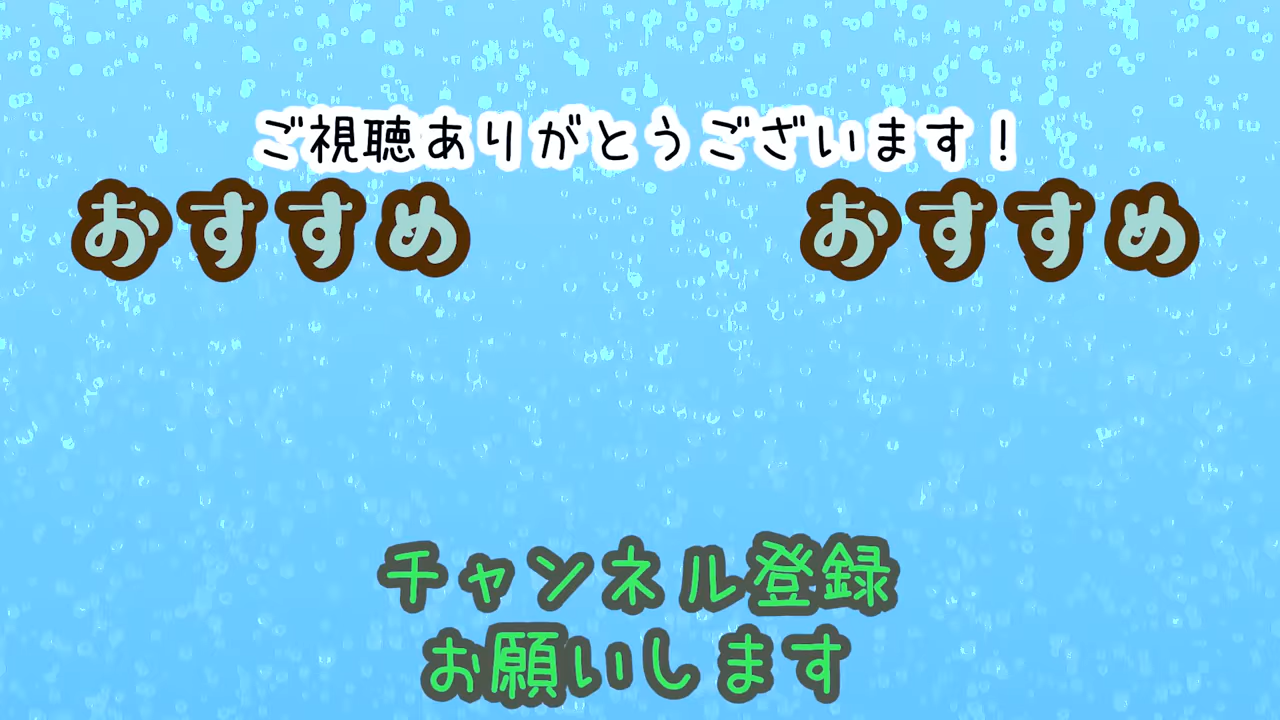 ご視聴ありがとうございます！
おすすめ
おすすめ
チャンネル登録
お願いします